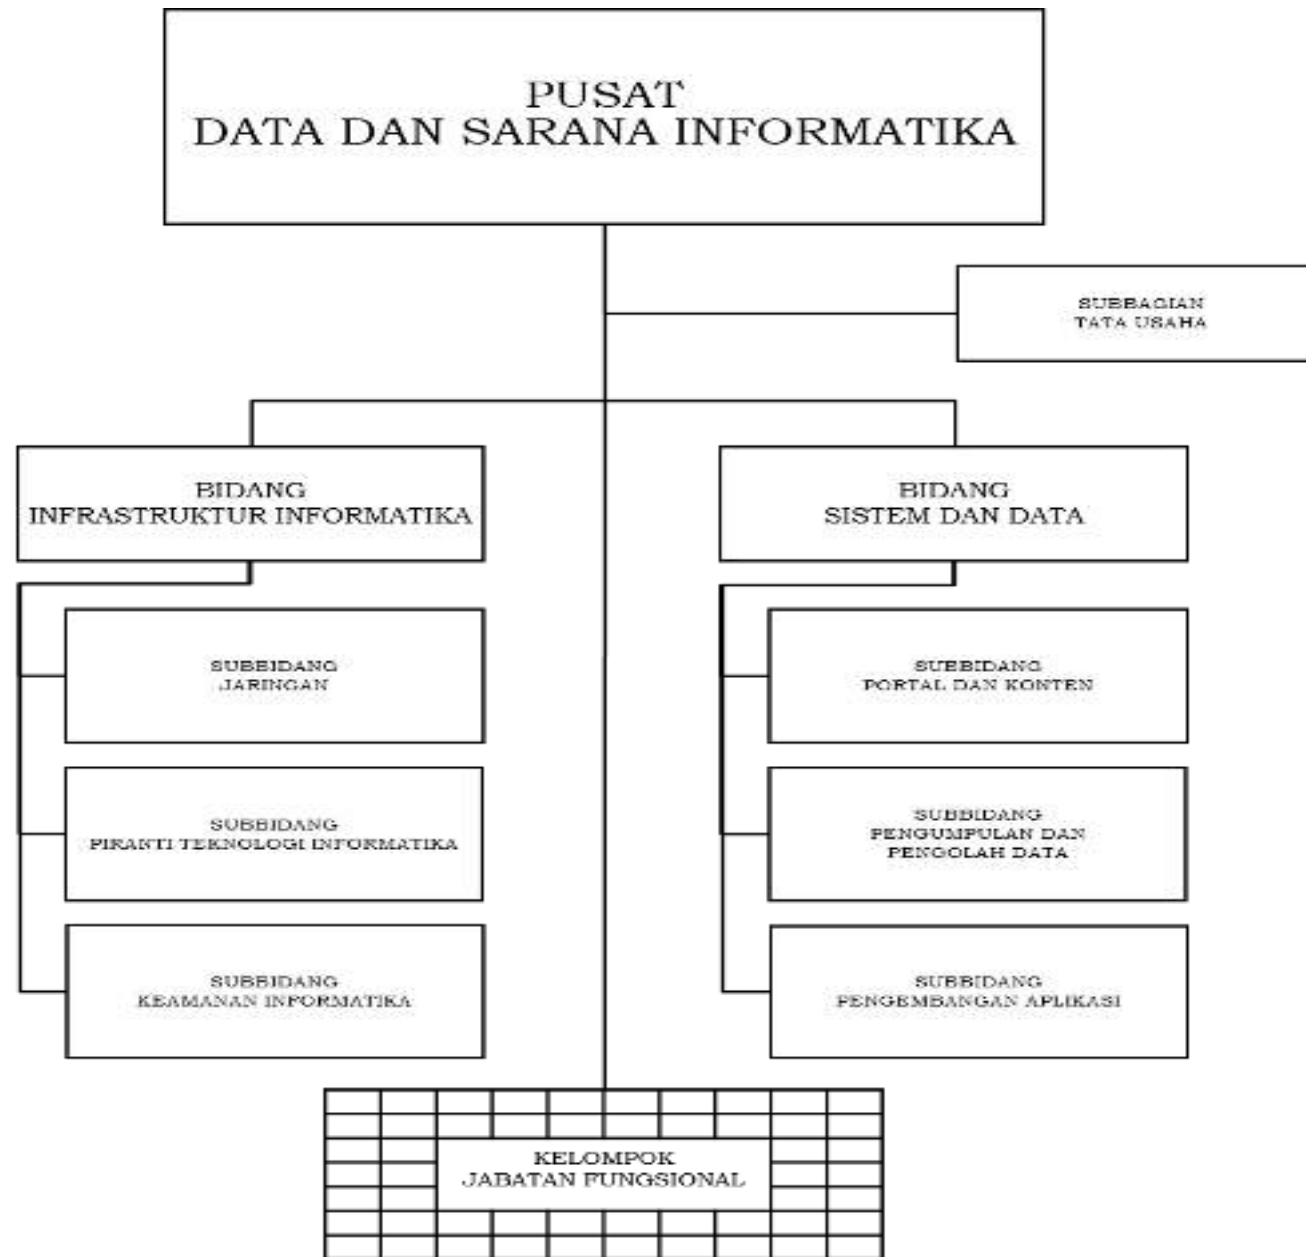 PUSAT
DATA DAN SARANA INFORMATIKA
SUBBAGIAN
TATA USAHA
BIDANG
INFRASTRUKTUR INFORMATIKA
BIDANG
SISTEM DAN DATA
SUBBIDANG
JARINGAN
SUBBIDANG
PORTAL DAN KONTEN
SUBBIDANG
PIRANTI TEKNOLOGI INFORMATIKA
SUBBIDANG
PENGUMPULAN DAN
PENGOLAH DATA
SUBBIDANG
KEAMANAN INFORMATIKA
SUBBIDANG
PENGEMBANGAN APLIKASI
KELOMPOK
JABATAN FUNGSIONAL